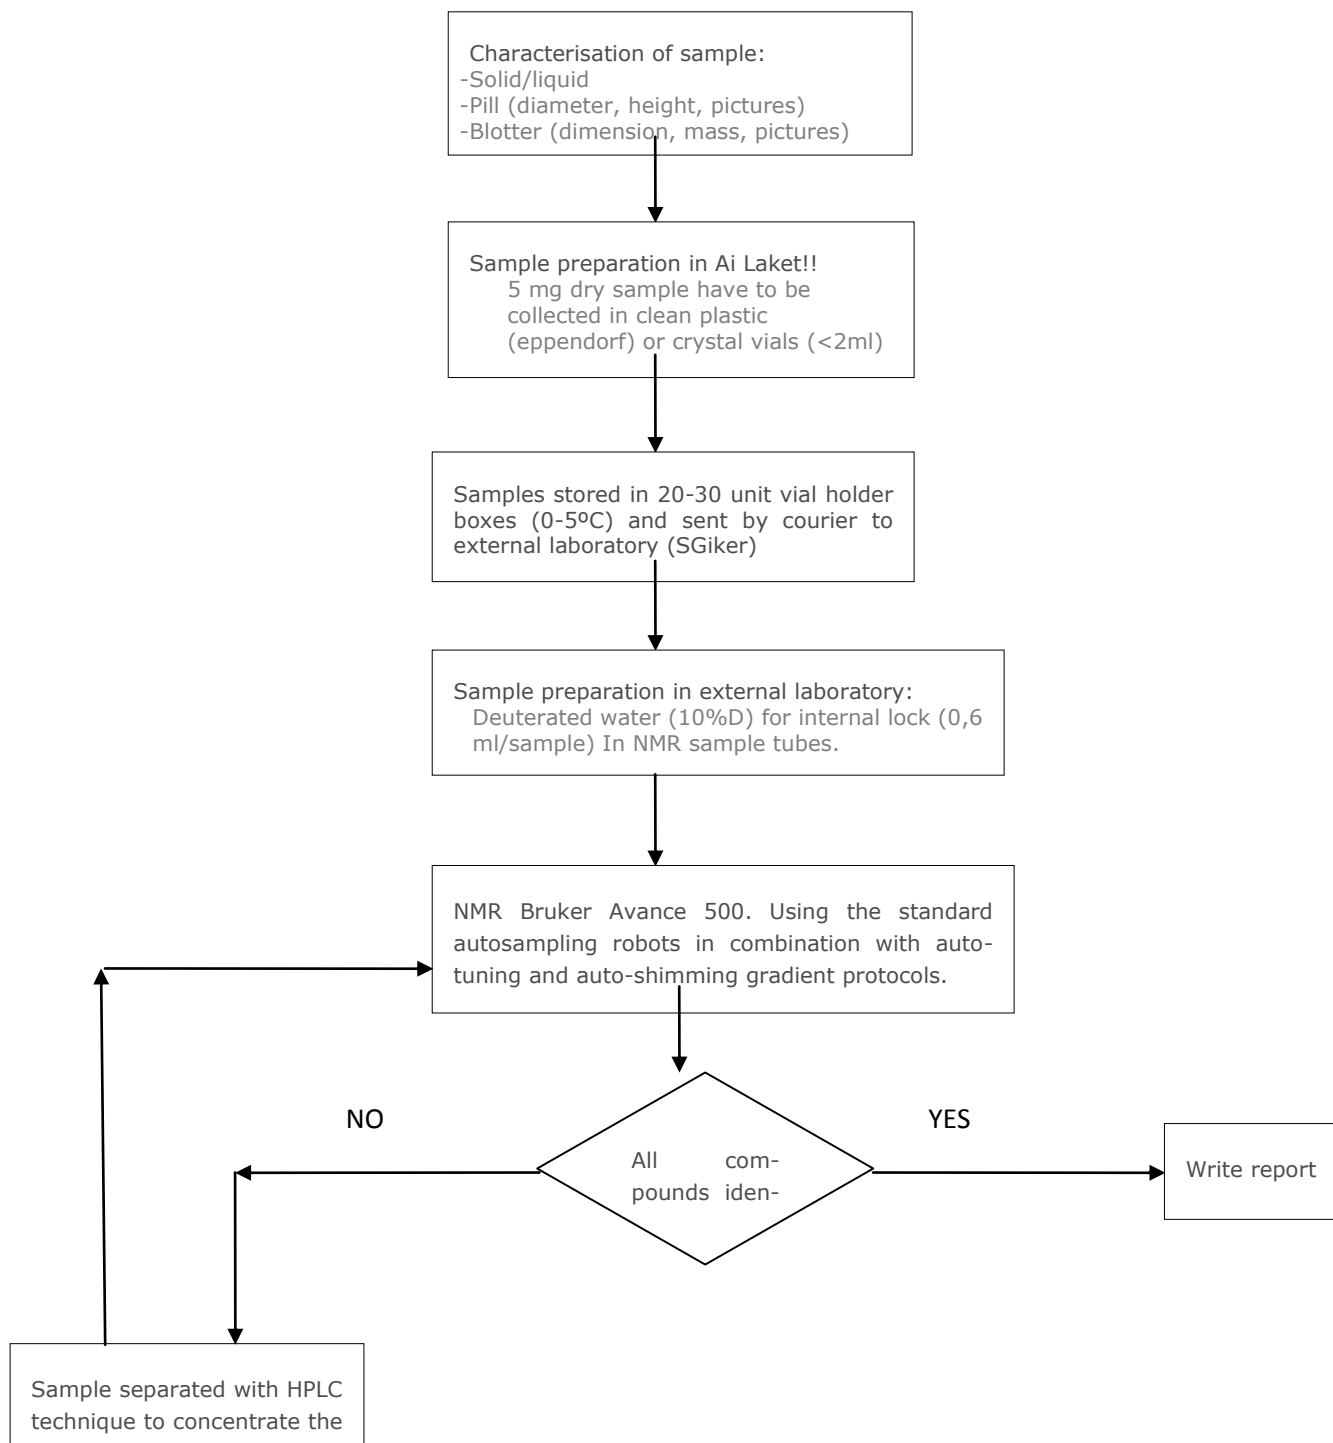 Characterisation of sample:
-Solid/liquid
-Pill (diameter, height, pictures)
-Blotter (dimension, mass, pictures)
Sample preparation in Ai Laket!!
5 mg dry sample have to be
collected in clean plastic
(eppendorf) or crystal vials (<2ml)
Samples stored in 20-30 unit vial holder
boxes (0-5ºC) and sent by courier to
external laboratory (SGiker)
Sample preparation in external laboratory:
Deuterated water (10%D) for internal lock (0,6
ml/sample) In NMR sample tubes.
NMR Bruker Avance 500. Using the standard
autosampling robots in combination with auto-
tuning and auto-shimming gradient protocols.
NO
YES
All com-
pounds iden-
Write report
Sample separated with HPLC
technique to concentrate the